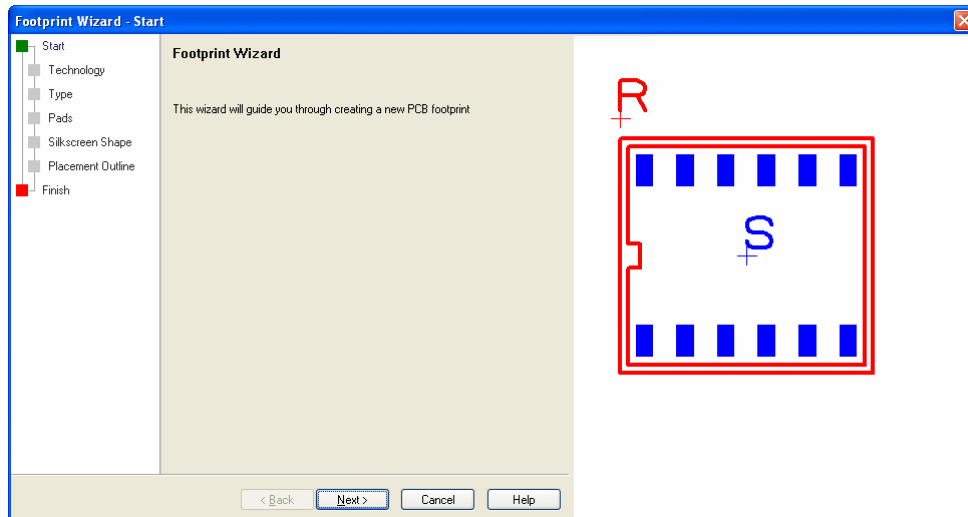 Footprint Wizard - Start
Start
Technology
Type
Pads
Silkscreen Shape
Placement Outline
Finish
Footprint Wizard
This wizard will guide you through creating a new PCB footprint
R
S
< Back
Next >
Cancel
Help